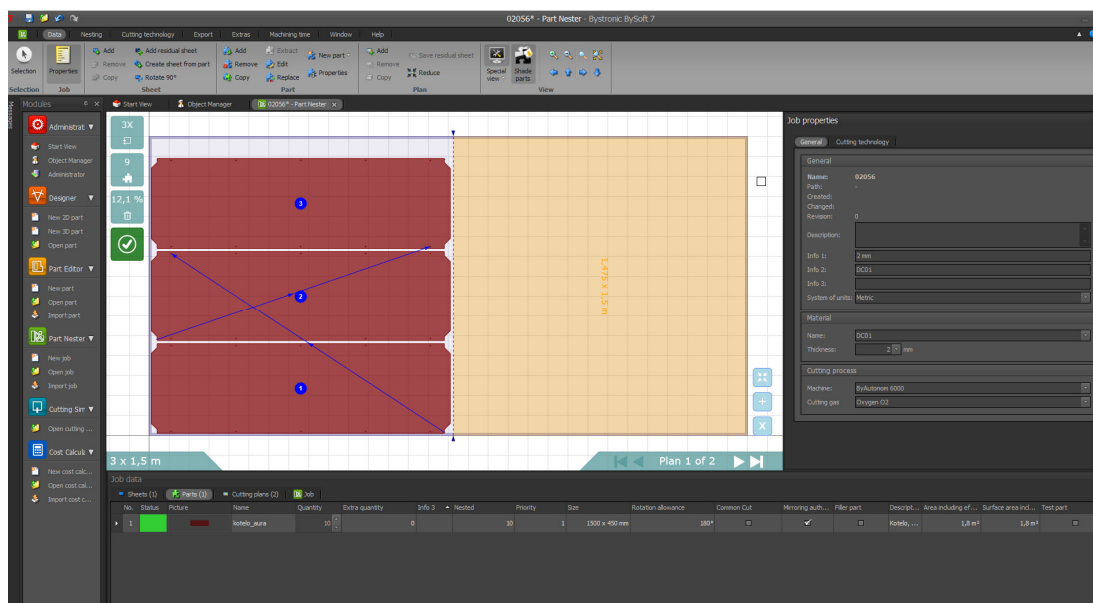 02056* - Part Nester - Bystronic BySoft 7
Data Nesting Cutting technology Export Extras Machining time Window Help
Selection
Properties
Add Add residual sheet
Remove Create sheet from part
Copy Rotate 90°
Add Extract New part
Remove Edit
Copy Replace Properties
Add Save residual sheet
Remove
Copy Reduce
Special view
Shade parts
Selection Job Sheet Part Plan View
Messages
Modules
Start View Object Manager 02056* - Part Nester
Administrat
Start View
Object Manager
Administrator
Designer
New 2D part
New 3D part
Open part
Part Editor
New part
Open part
Import part
Part Nester
New job
Open job
Import job
Cutting Sim
Open cutting ...
Cost Calcula
New cost calc...
Open cost cal...
Import cost c...
3X
9
12,1 %
3
2
1
1,475 X 1,5 m
3 x 1,5 m
Plan 1 of 2
Job properties
General Cutting technology
General
Name: 02056
Path: -
Created:
Changed:
Revision: 0
Description:
Info 1: 2 mm
Info 2: DC01
Info 3:
System of units: Metric
Material
Name: DC01
Thickness: 2 mm
Cutting process
Machine: ByAutonom 6000
Cutting gas Oxygen O2
Job data
Sheets (1) Parts (1) Cutting plans (2) Job
No. Status Picture Name Quantity Extra quantity Info 3 Nested Priority Size Rotation allowance Common Cut Mirroring auth... Filler part Descript... Area including ef... Surface area incl... Test part
1 kotelo_aura 10 0 10 1 1500 x 450 mm 180° Kotelo, ... 1,8 m² 1,8 m²